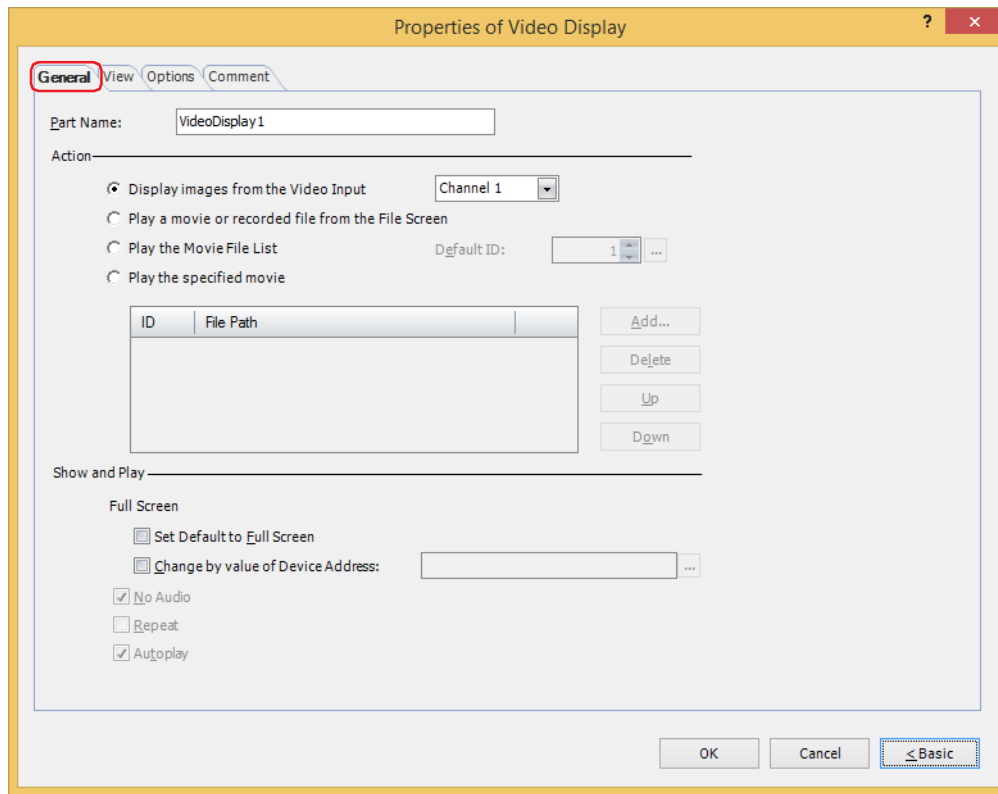 Properties of Video Display
?
General View Options Comment
Part Name: VideoDisplay1
Action
Display images from the Video Input Channel 1
Play a movie or recorded file from the File Screen
Play the Movie File List Default ID: 1 ...
Play the specified movie
ID File Path Add...
Delete
Up
Down
Show and Play
Full Screen
Set Default to Full Screen
Change by value of Device Address: ...
No Audio
Repeat
Autoplay
OK Cancel < Basic